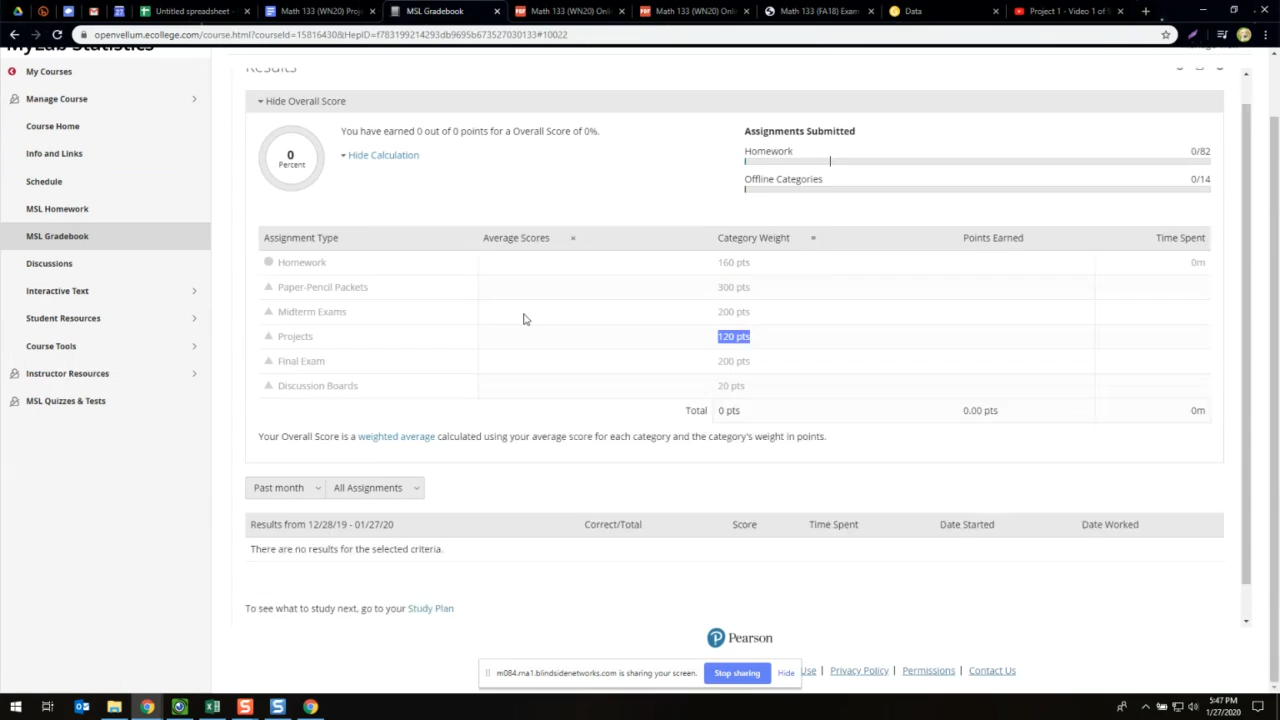 Untitled spreadsheet -
Math 133 (WN20) Proj
MSL Gradebook
Math 133 (WN20) Onl
Math 133 (WN20) Onl
Math 133 (FA18) Exam
Data
Project 1 - Video 1 of 5
openvellum.ecollege.com/course.html?courseId=15816430&HepID=f783199214293db9695b673527030133#10022
MyLab Statistics
My Courses
Manage Course
Course Home
Info and Links
Schedule
MSL Homework
MSL Gradebook
Discussions
Interactive Text
Student Resources
Course Tools
Instructor Resources
MSL Quizzes & Tests
Results
Hide Overall Score
0
Percent
You have earned 0 out of 0 points for a Overall Score of 0%.
Hide Calculation
Assignments Submitted
Homework 0/82
Offline Categories 0/14
Assignment Type Average Scores × Category Weight = Points Earned Time Spent
Homework 160 pts 0m
Paper-Pencil Packets 300 pts
Midterm Exams 200 pts
Projects 120 pts
Final Exam 200 pts
Discussion Boards 20 pts
Total 0 pts 0.00 pts 0m
Your Overall Score is a weighted average calculated using your average score for each category and the category's weight in points.
Past month All Assignments
Results from 12/28/19 - 01/27/20 Correct/Total Score Time Spent Date Started Date Worked
There are no results for the selected criteria.
To see what to study next, go to your Study Plan
Pearson
m084.rna1.blindsidenetworks.com is sharing your screen. Stop sharing Hide
Use | Privacy Policy | Permissions | Contact Us
5:47 PM
1/27/2020